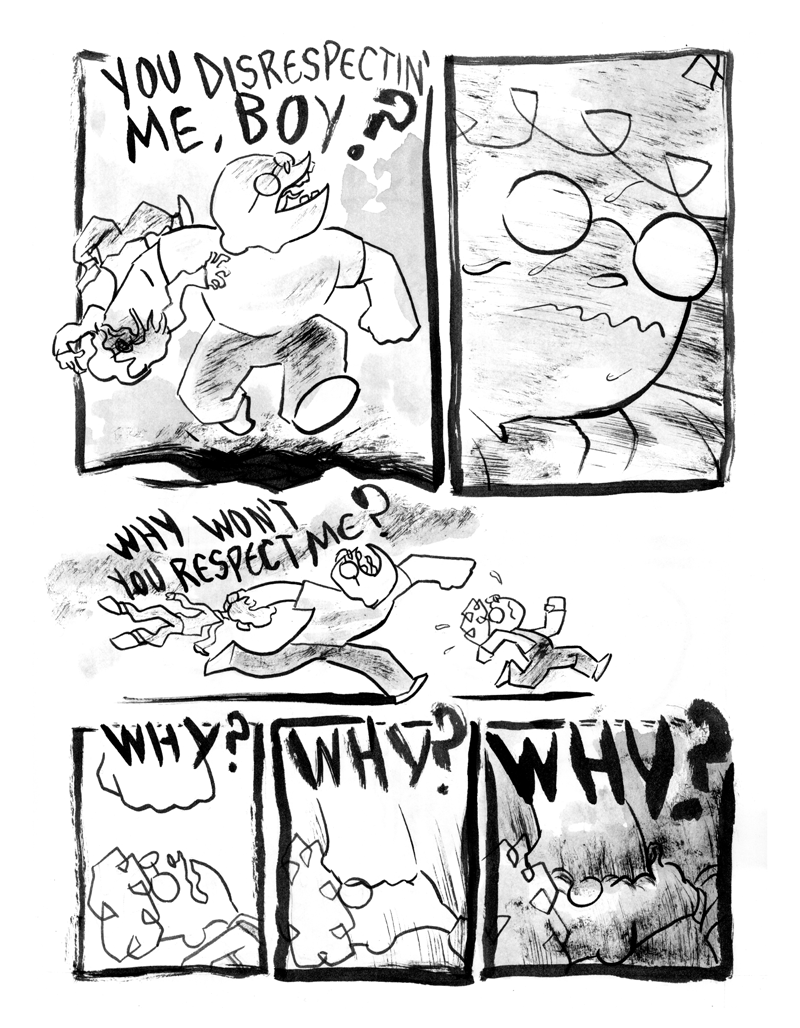 YOU DISRESPECTIN'
ME, BOY?
WHY WON'T
YOU RESPECT ME?
WHY?
WHY?
WHY?